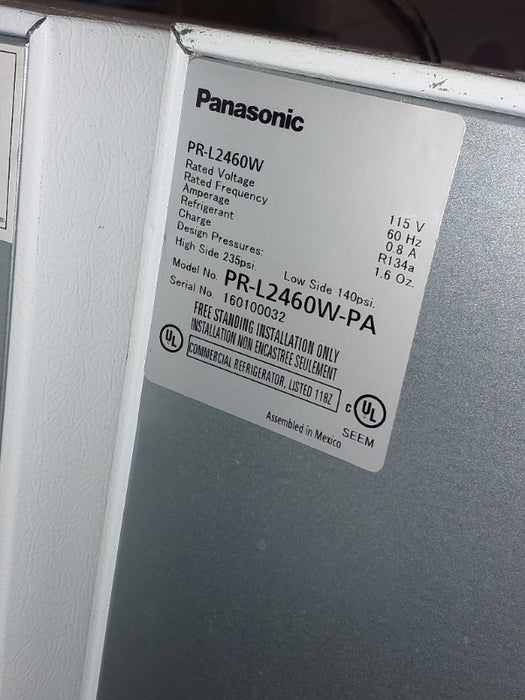 Panasonic
PR-L2460W
Rated Voltage 115 V
Rated Frequency 60 Hz
Amperage 0.8 A
Refrigerant R134a
Charge 1.6 Oz.
Design Pressures:
High Side 235psi. Low Side 140psi.
Model No. PR-L2460W-PA
Serial No. 160100032
FREE STANDING INSTALLATION ONLY
INSTALLATION NON ENCASTREE SEULEMENT
UL COMMERCIAL REFRIGERATOR, LISTED 118Z C UL
Assembled in Mexico SEEM